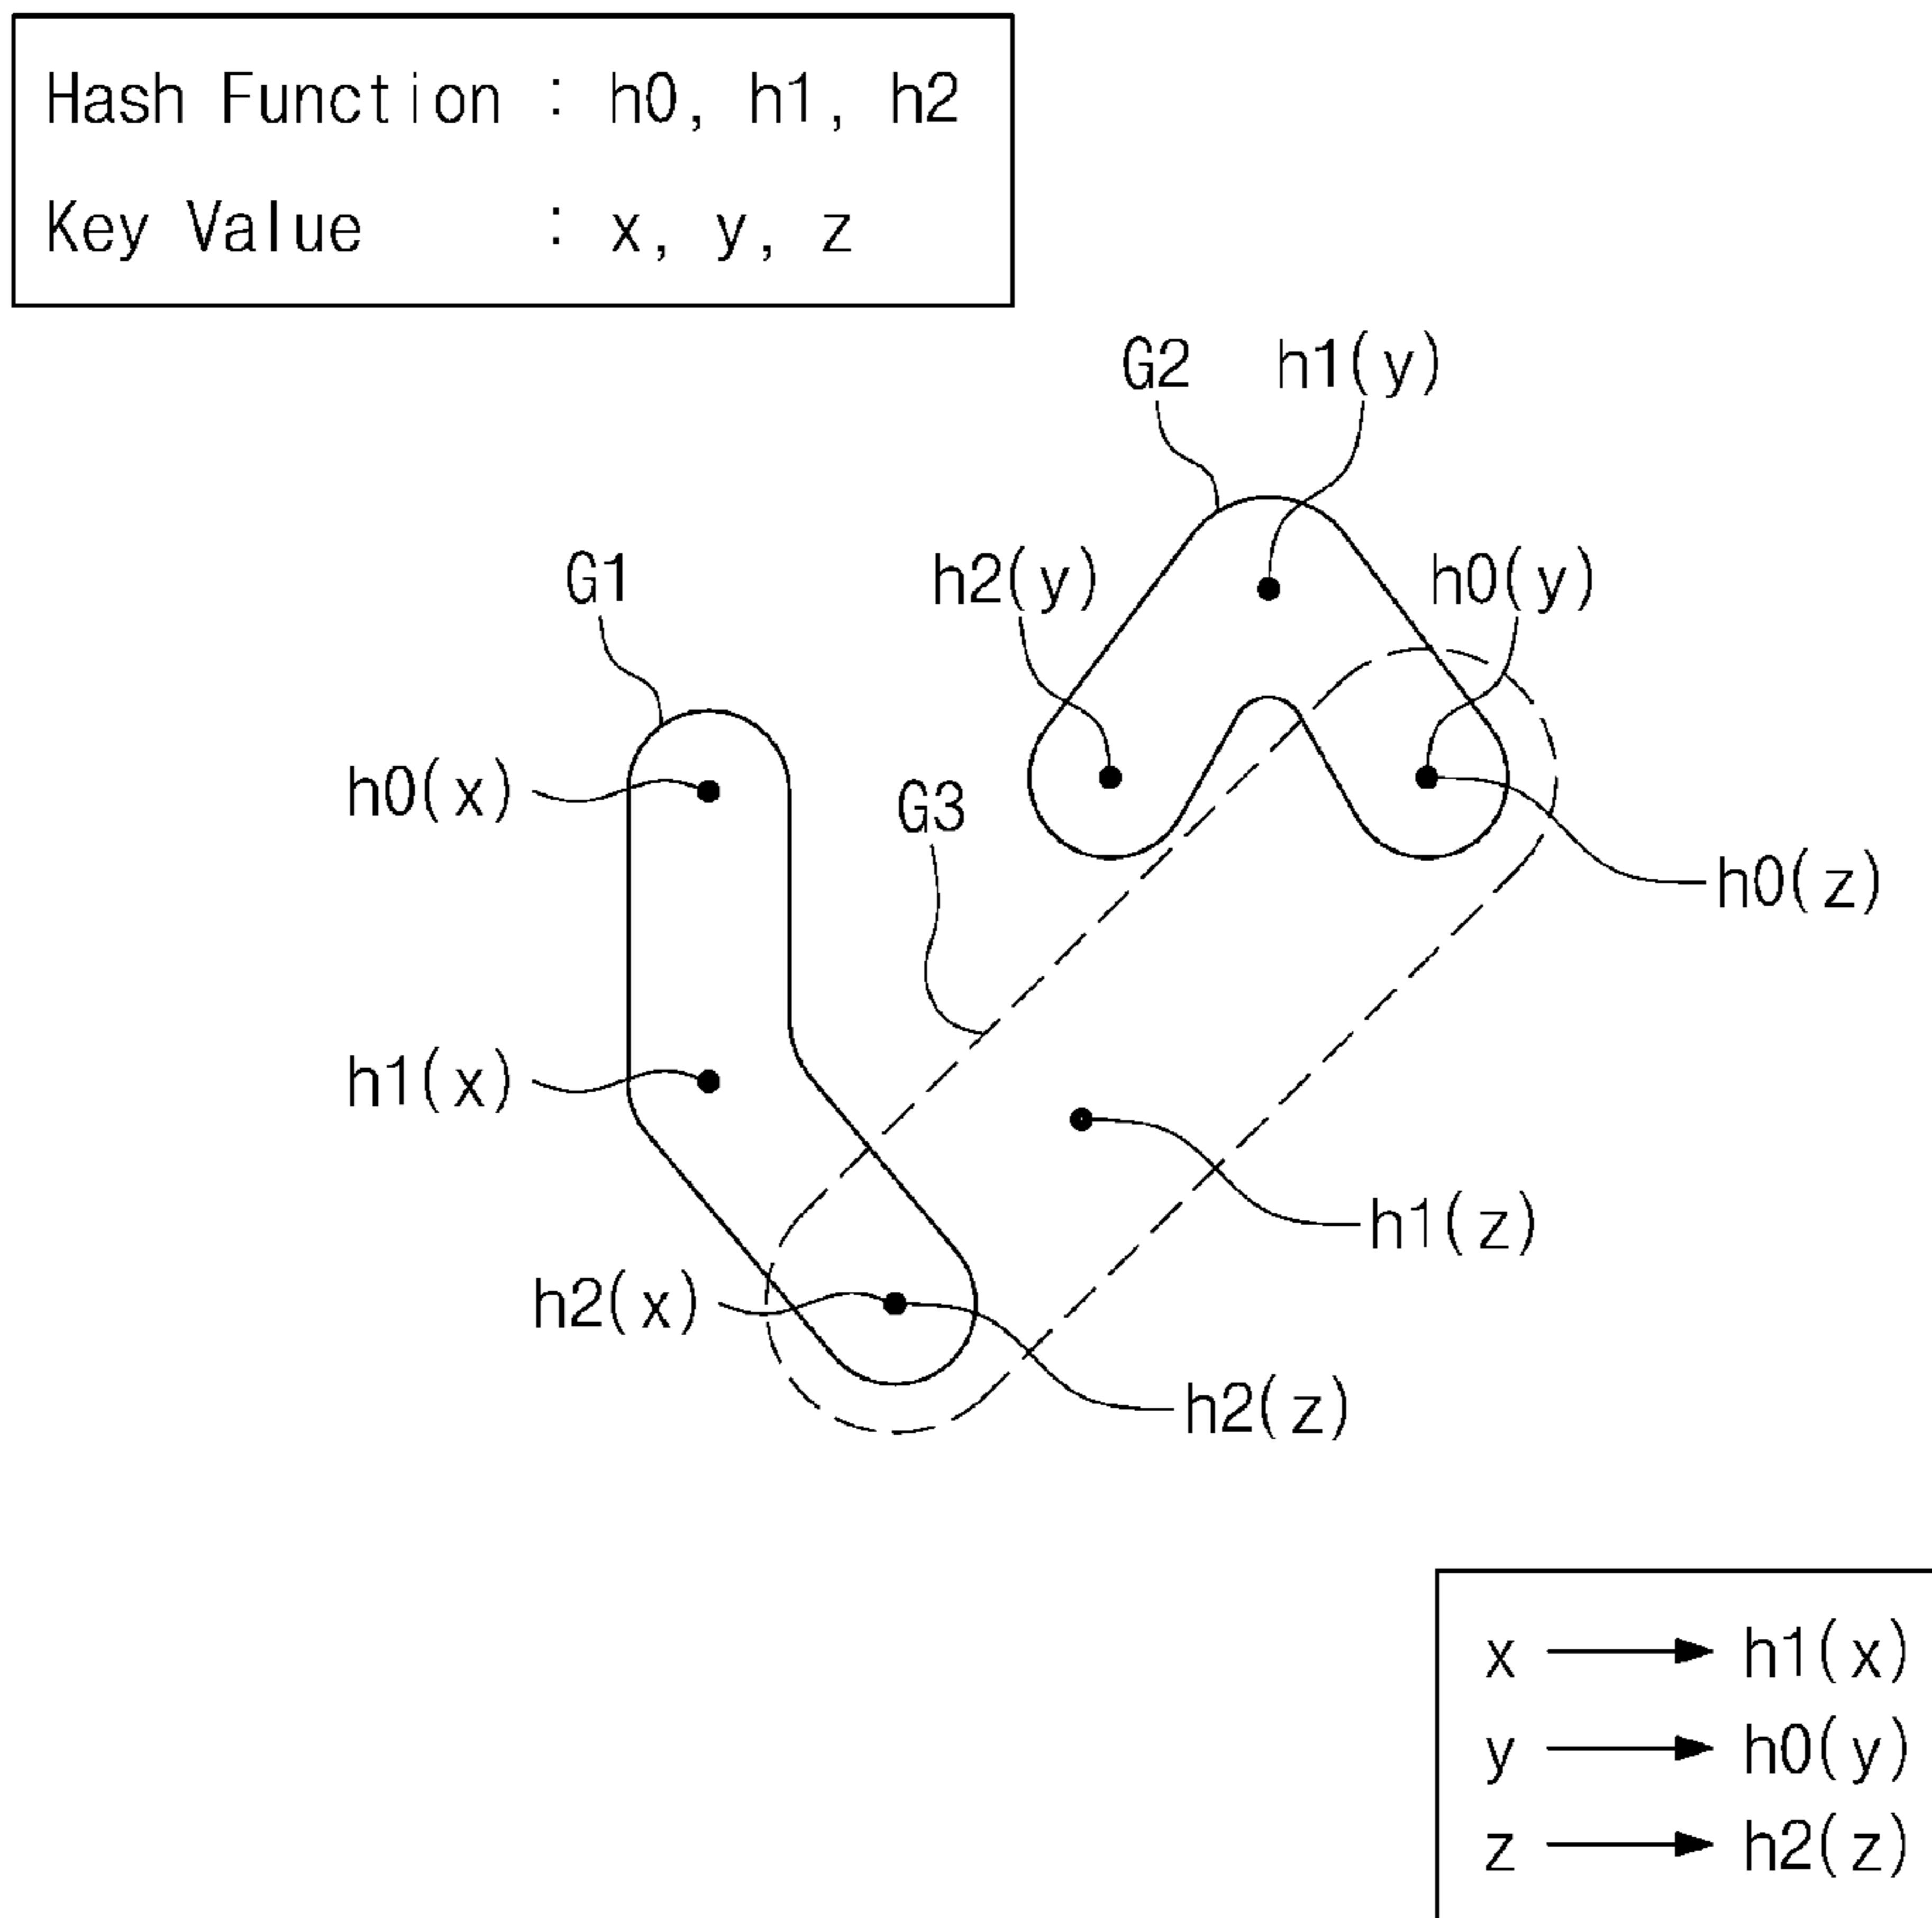 Hash Function : h0, h1, h2
Key Value : x, y, z
G2 h1(y)
G1 h2(y) h0(y)
h0(x) G3
h0(z)
h1(x)
h1(z)
h2(x)
h2(z)
x h1(x)
y h0(y)
z h2(z)